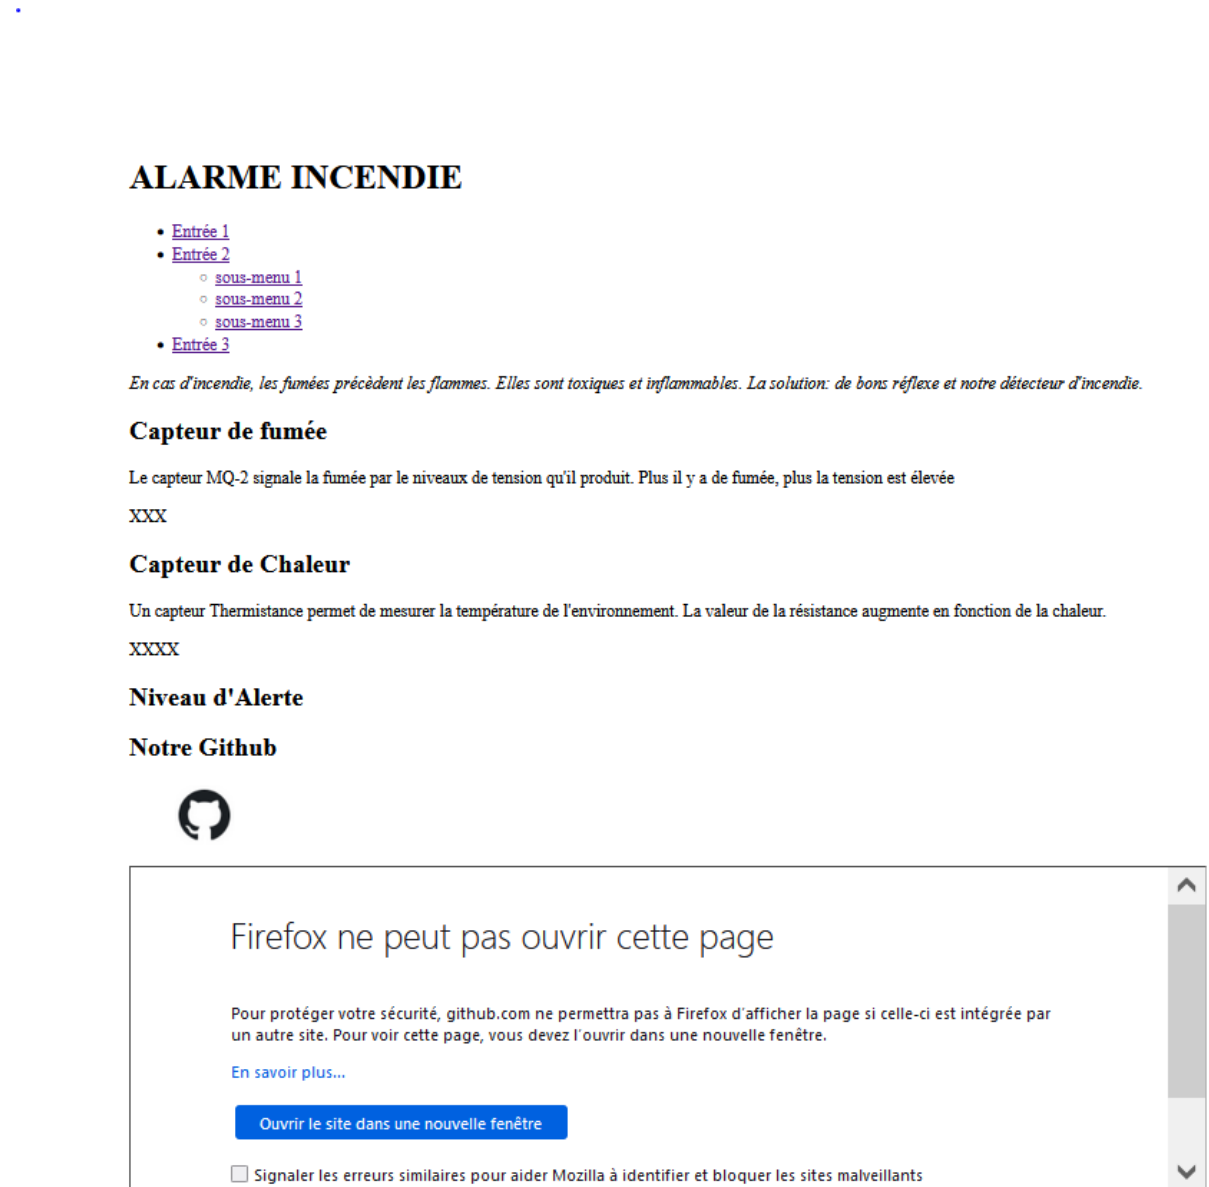 ALARME INCENDIE
Entrée 1
Entrée 2
sous-menu 1
sous-menu 2
sous-menu 3
Entrée 3
En cas d'incendie, les fumées précèdent les flammes. Elles sont toxiques et inflammables. La solution: de bons réflexe et notre détecteur d'incendie.
Capteur de fumée
Le capteur MQ-2 signale la fumée par le niveaux de tension qu'il produit. Plus il y a de fumée, plus la tension est élevée
XXX
Capteur de Chaleur
Un capteur Thermistance permet de mesurer la température de l'environnement. La valeur de la résistance augmente en fonction de la chaleur.
XXXX
Niveau d'Alerte
Notre Github
Firefox ne peut pas ouvrir cette page
Pour protéger votre sécurité, github.com ne permettra pas à Firefox d'afficher la page si celle-ci est intégrée par
un autre site. Pour voir cette page, vous devez l'ouvrir dans une nouvelle fenêtre.
En savoir plus...
Ouvrir le site dans une nouvelle fenêtre
Signaler les erreurs similaires pour aider Mozilla à identifier et bloquer les sites malveillants